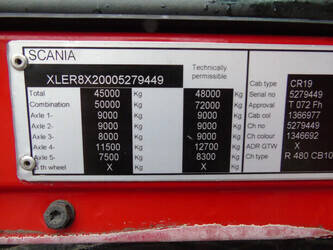 SCANIA
XLER8X20005279449
Technically
permissible
Total 45000 Kg 48000 Kg
Combination 50000 Kg 72000 Kg
Axle 1- 9000 Kg 9000 Kg
Axle 2- 9000 Kg 9000 Kg
Axle 3- 8000 Kg 9000 Kg
Axle 4- 11500 Kg 12700 Kg
Axle 5- 7500 Kg 8300 Kg
th wheel X Kg X Kg
Cab type CR19
Serial no 5279449
Approval no T 072 Fh
Cab col 1366977
Ch no 5279449
Ch colour 1346692
ADR GTW X
Ch type R 480 CB10